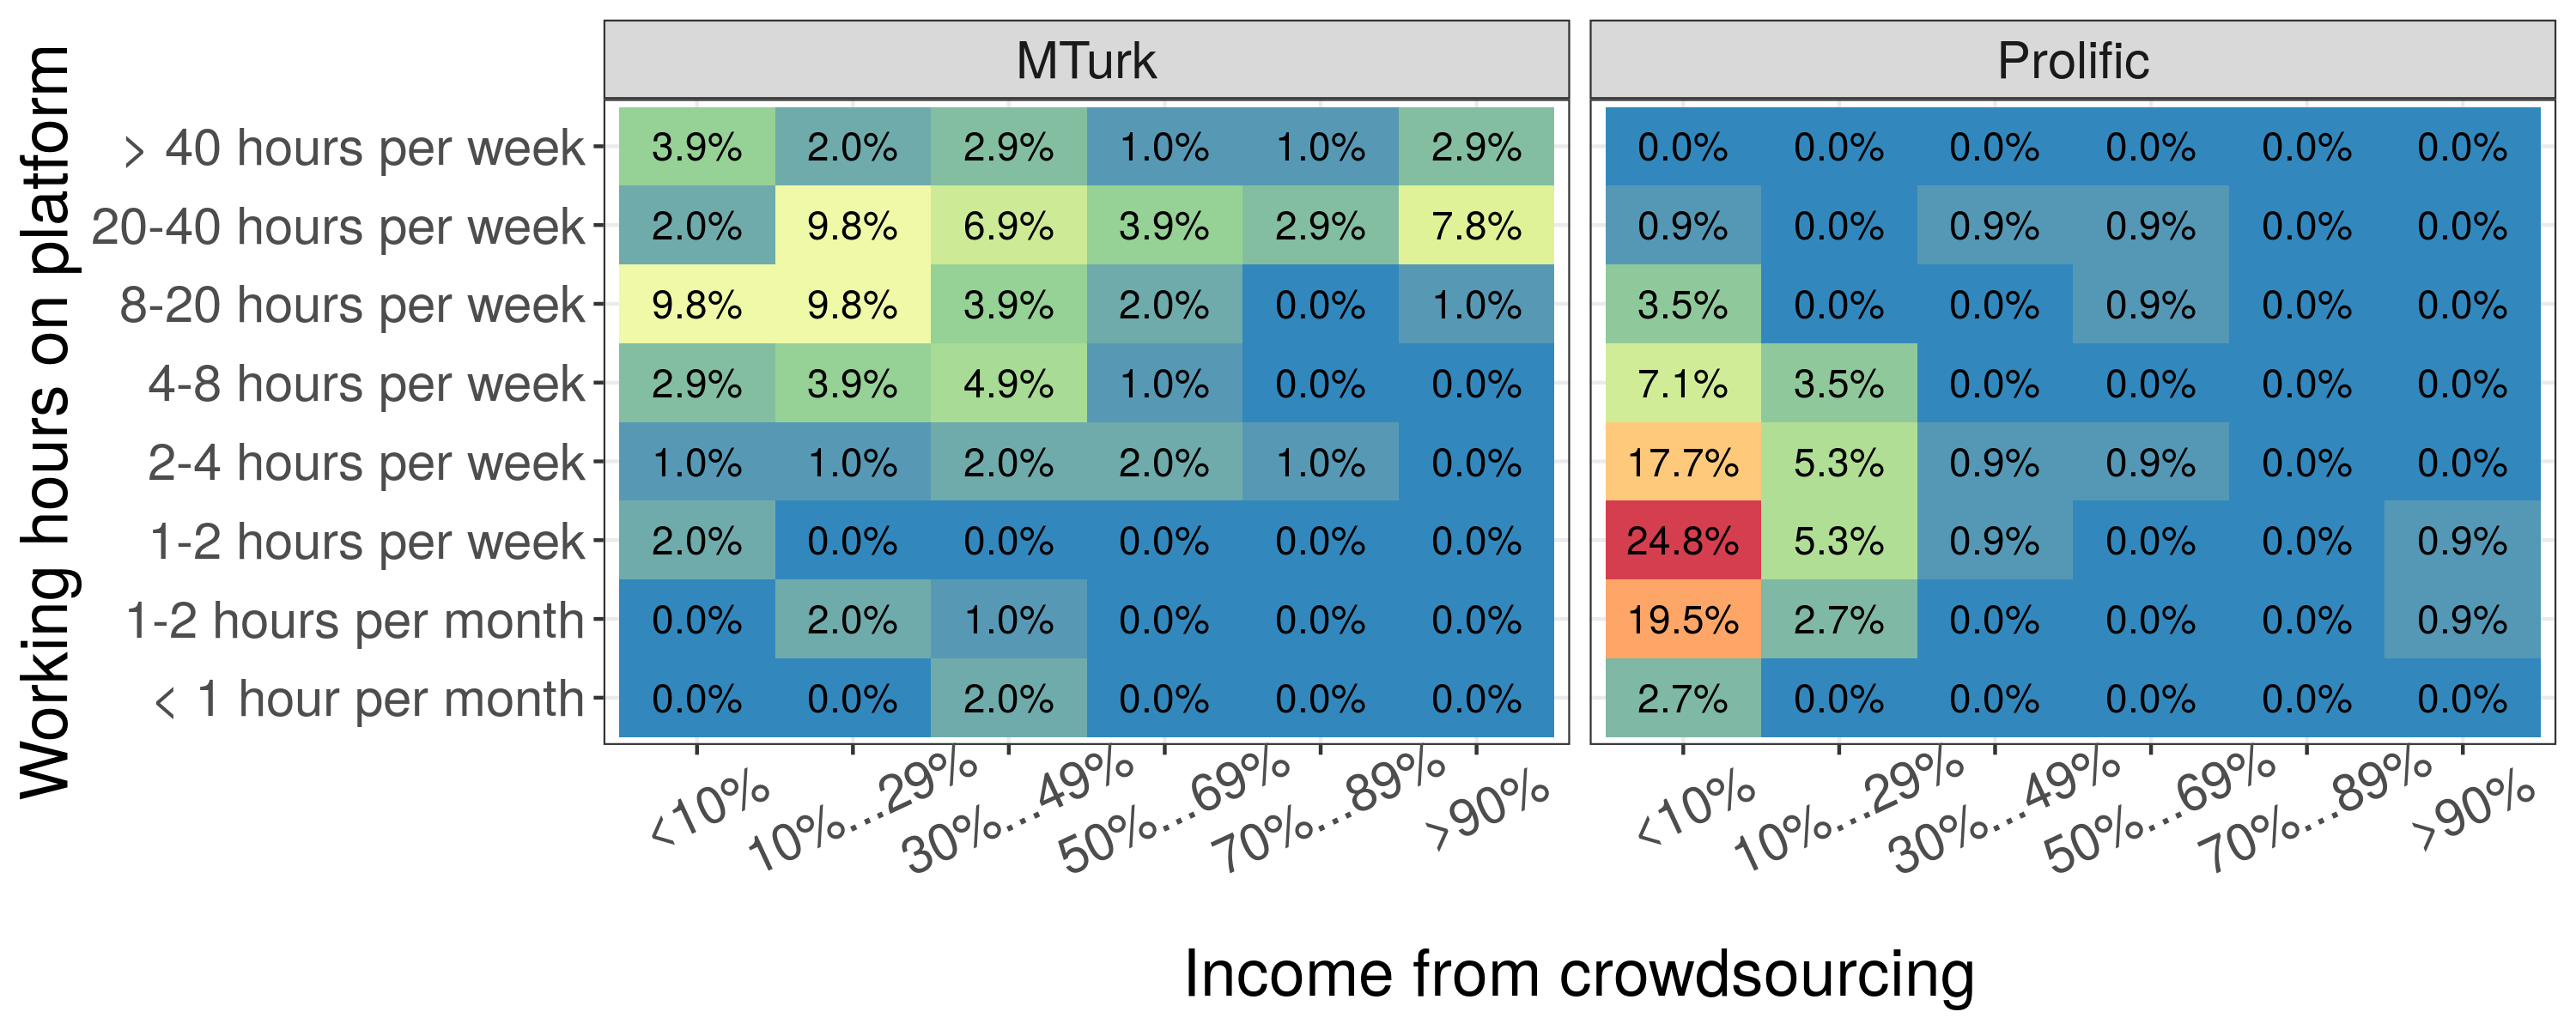 MTurk Prolific
Working hours on platform
> 40 hours per week 3.9% 2.0% 2.9% 1.0% 1.0% 2.9% 0.0% 0.0% 0.0% 0.0% 0.0% 0.0%
20-40 hours per week 2.0% 9.8% 6.9% 3.9% 2.9% 7.8% 0.9% 0.0% 0.9% 0.9% 0.0% 0.0%
8-20 hours per week 9.8% 9.8% 3.9% 2.0% 0.0% 1.0% 3.5% 0.0% 0.0% 0.9% 0.0% 0.0%
4-8 hours per week 2.9% 3.9% 4.9% 1.0% 0.0% 0.0% 7.1% 3.5% 0.0% 0.0% 0.0% 0.0%
2-4 hours per week 1.0% 1.0% 2.0% 2.0% 1.0% 0.0% 17.7% 5.3% 0.9% 0.9% 0.0% 0.0%
1-2 hours per week 2.0% 0.0% 0.0% 0.0% 0.0% 0.0% 24.8% 5.3% 0.9% 0.0% 0.0% 0.9%
1-2 hours per month 0.0% 2.0% 1.0% 0.0% 0.0% 0.0% 19.5% 2.7% 0.0% 0.0% 0.0% 0.9%
< 1 hour per month 0.0% 0.0% 2.0% 0.0% 0.0% 0.0% 2.7% 0.0% 0.0% 0.0% 0.0% 0.0%
<10% 10%...29% 30%...49% 50%...69% 70%...89% >90% <10% 10%...29% 30%...49% 50%...69% 70%...89% >90%
Income from crowdsourcing